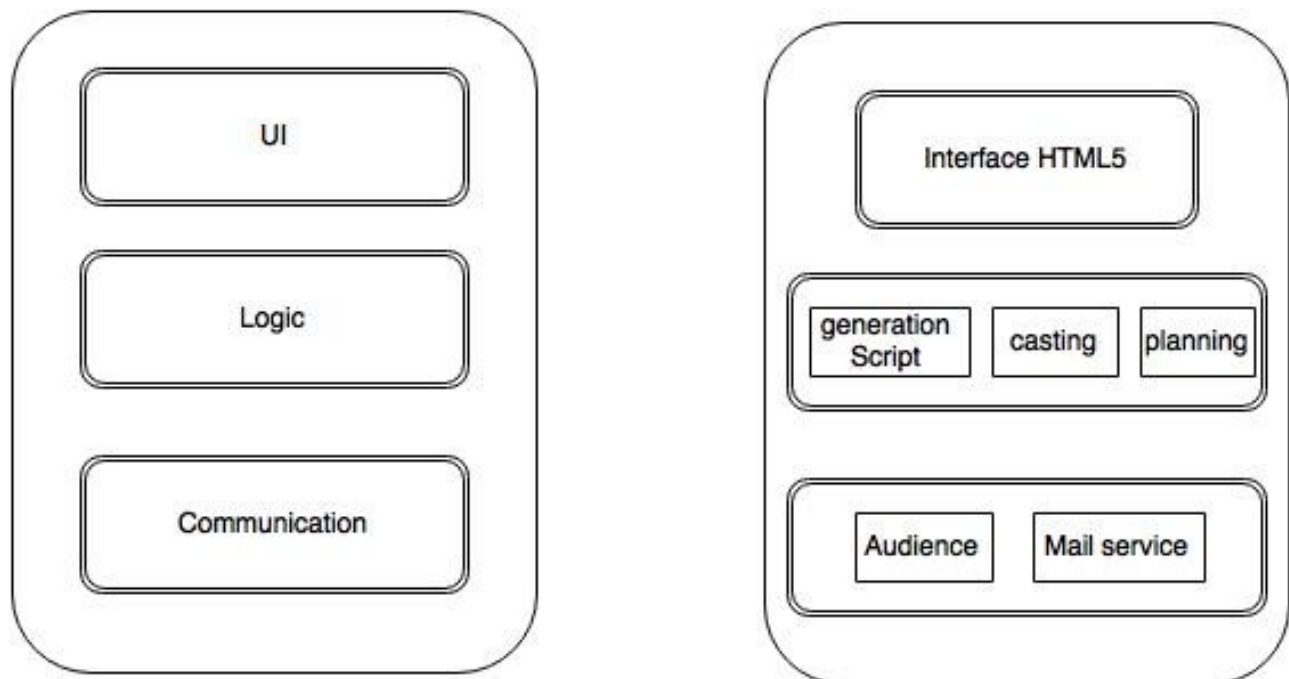 UI
Logic
Communication
Interface HTML5
generation
Script
casting
planning
Audience
Mail service